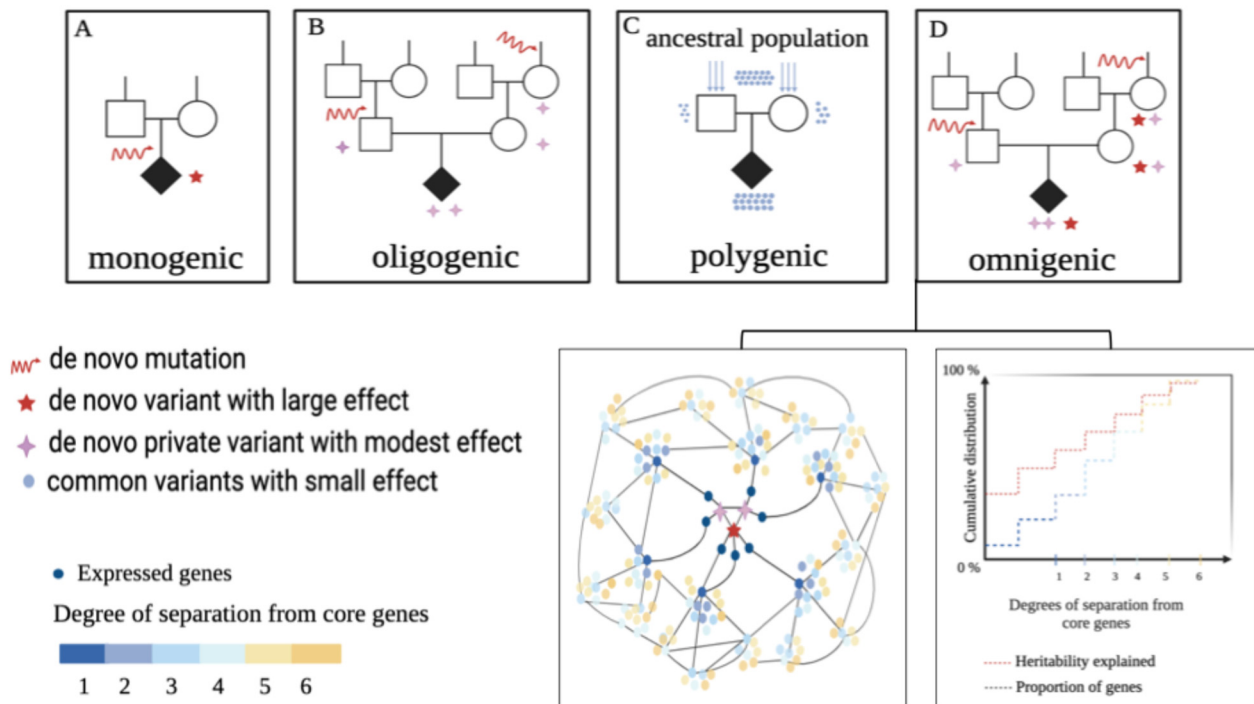 A
monogenic
B
oligogenic
C
ancestral population
polygenic
D
omnigenic
de novo mutation
de novo variant with large effect
de novo private variant with modest effect
common variants with small effect
Expressed genes
Degree of separation from core genes
1 2 3 4 5 6
100 %
Cumulative distribution
0 %
1 2 3 4 5 6
Degrees of separation from
core genes
Heritability explained
Proportion of genes